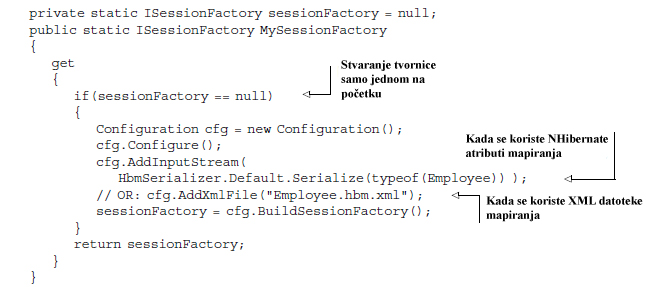 private static ISessionFactory sessionFactory = null;
public static ISessionFactory MySessionFactory
{
get
{
if(sessionFactory == null)
{
Configuration cfg = new Configuration();
cfg.Configure();
cfg.AddInputStream(
HbmSerializer.Default.Serialize(typeof(Employee)) );
// OR: cfg.AddXmlFile("Employee.hbm.xml");
sessionFactory = cfg.BuildSessionFactory();
}
return sessionFactory;
}
}
Stvaranje tvornice
samo jednom na
početku
Kada se koriste NHibernate
atributi mapiranja
Kada se koriste XML datoteke
mapiranja